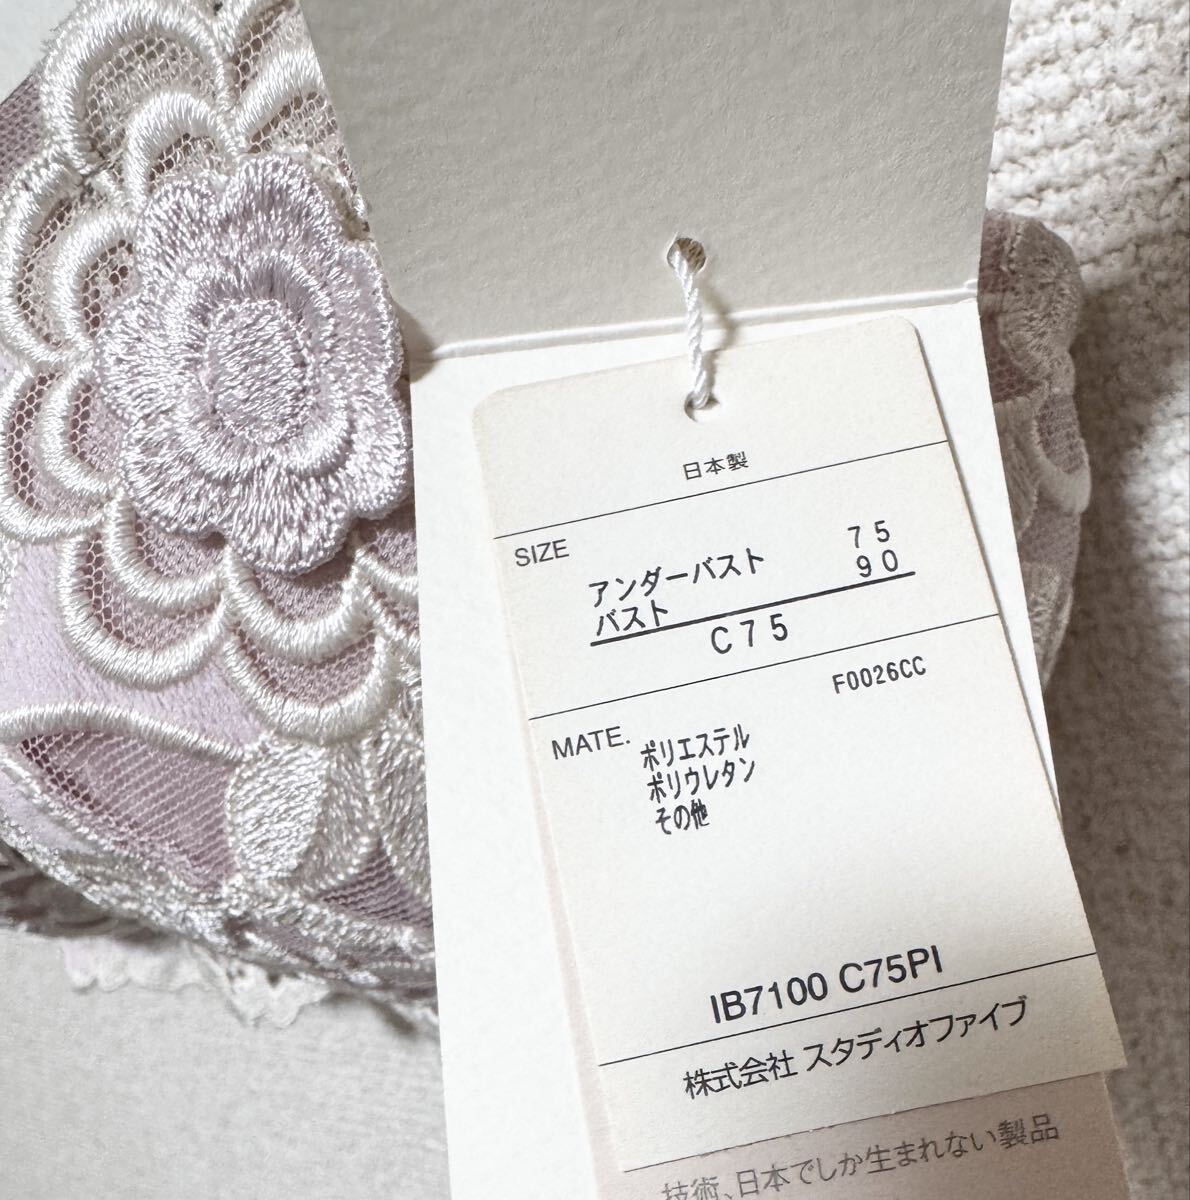 日本製
SIZE
アンダーバスト 75
バスト 90
C75
F0026CC
MATE.
ポリエステル
ポリウレタン
その他
IB7100 C75PI
株式会社 スタディオファイブ
技術、日本でしか生まれない製品